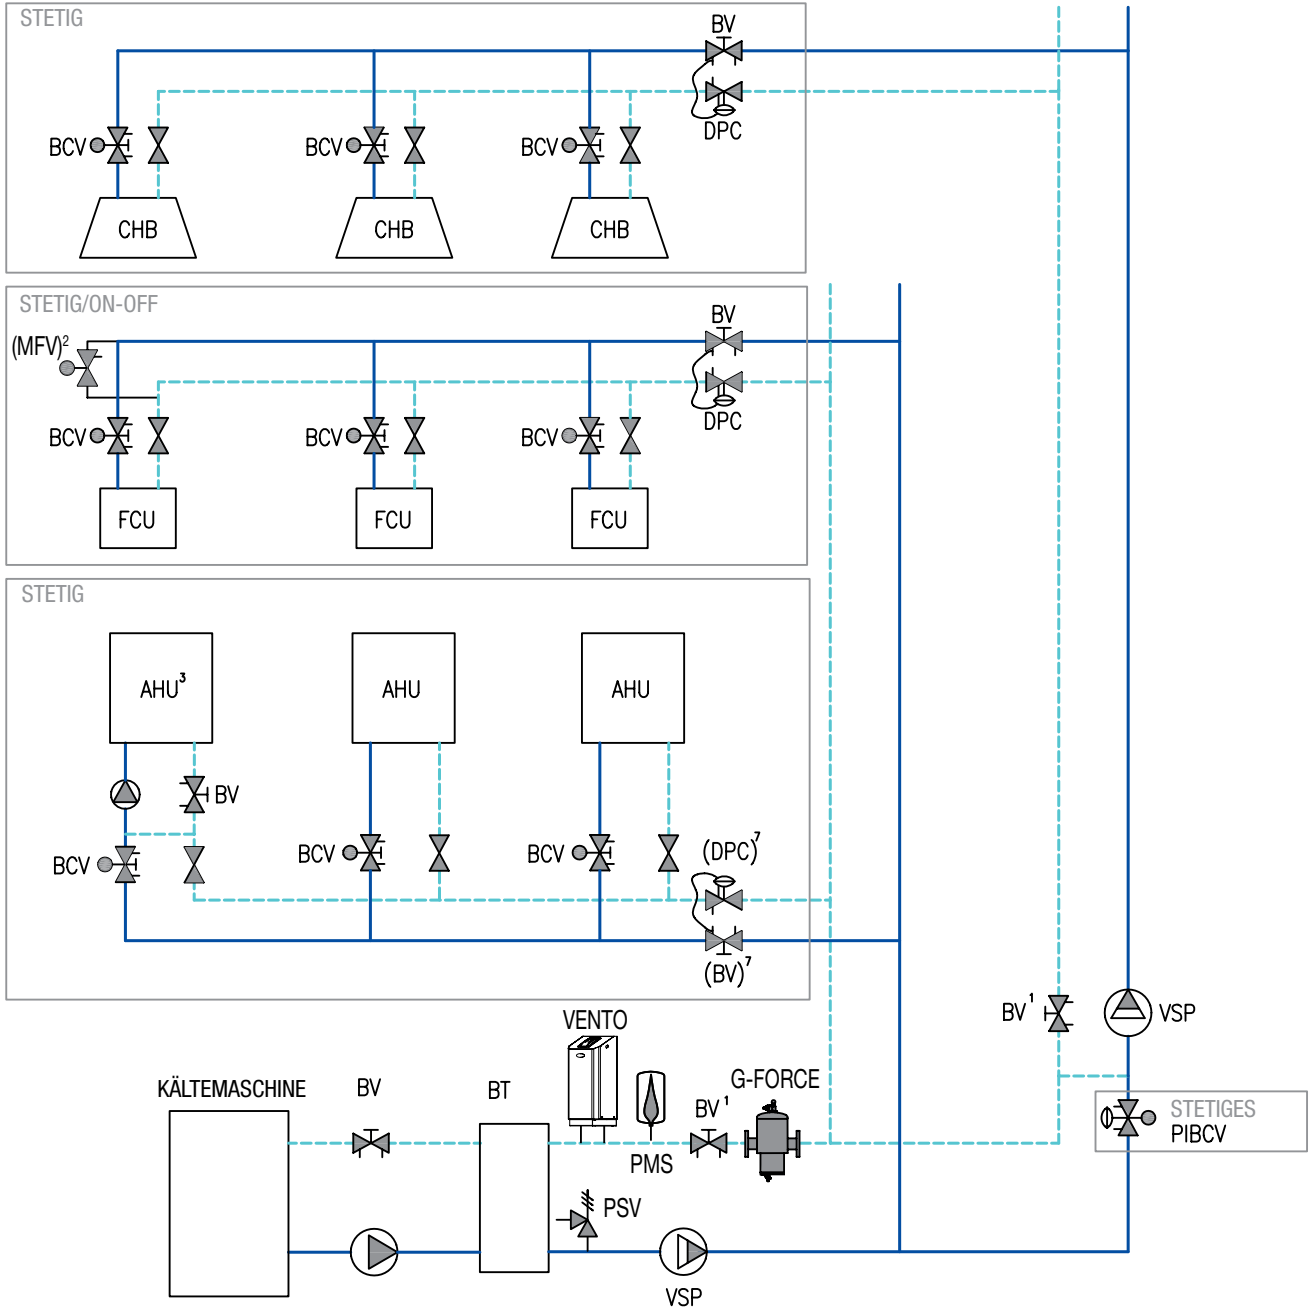 STETIG
BV
DPC
BCV
BCV
BCV
CHB
CHB
CHB
STETIG/ON-OFF
(MFV)²
BV
DPC
BCV
BCV
BCV
FCU
FCU
FCU
STETIG
AHU³
AHU
AHU
BV
BCV
BCV
BCV
(DPC)⁷
(BV)⁷
BV¹
VSP
VENTO
KÄLTEMASCHINE
BV
BT
G-FORCE
BV¹
STETIGES
PIBCV
PMS
PSV
VSP